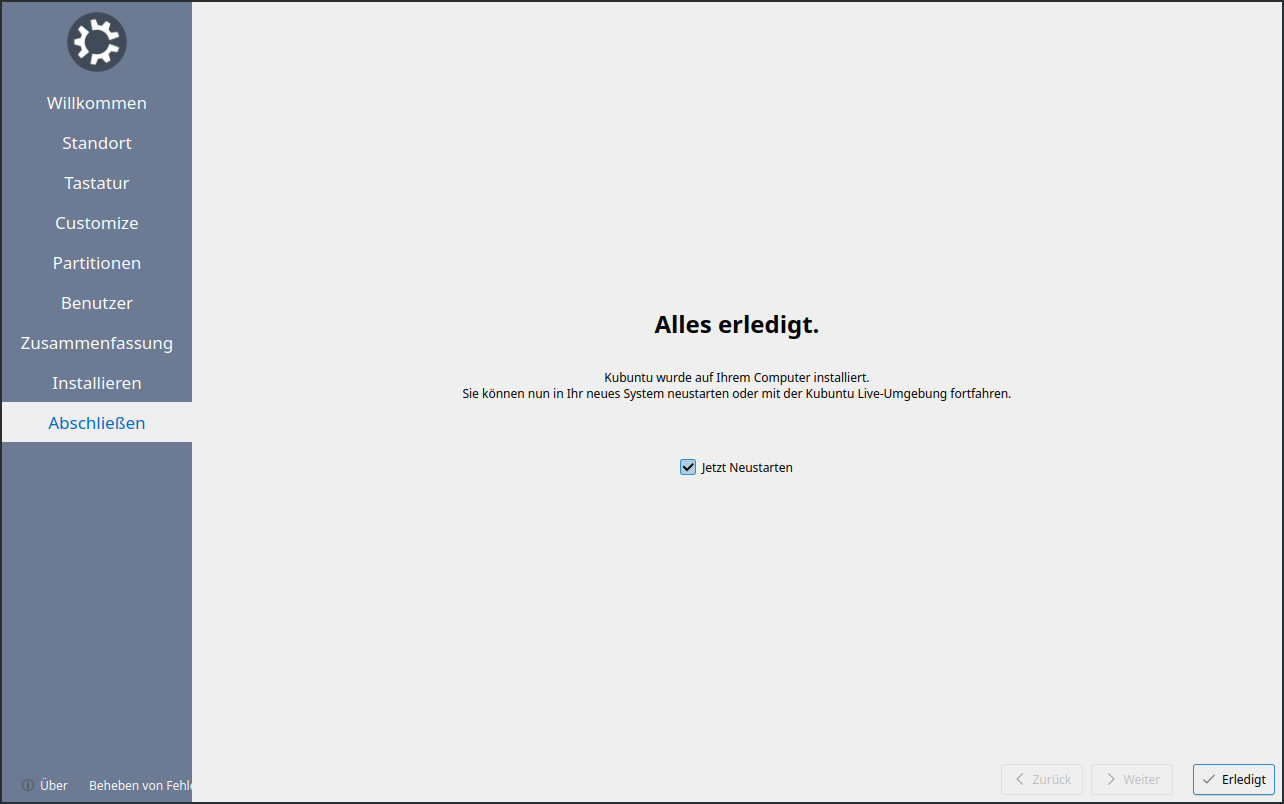 Willkommen
Standort
Tastatur
Customize
Partitionen
Benutzer
Zusammenfassung
Installieren
Abschließen
Alles erledigt.
Kubuntu wurde auf Ihrem Computer installiert.
Sie können nun in Ihr neues System neustarten oder mit der Kubuntu Live-Umgebung fortfahren.
Jetzt Neustarten
Über
Beheben von Fehle
Zurück
Weiter
Erledigt